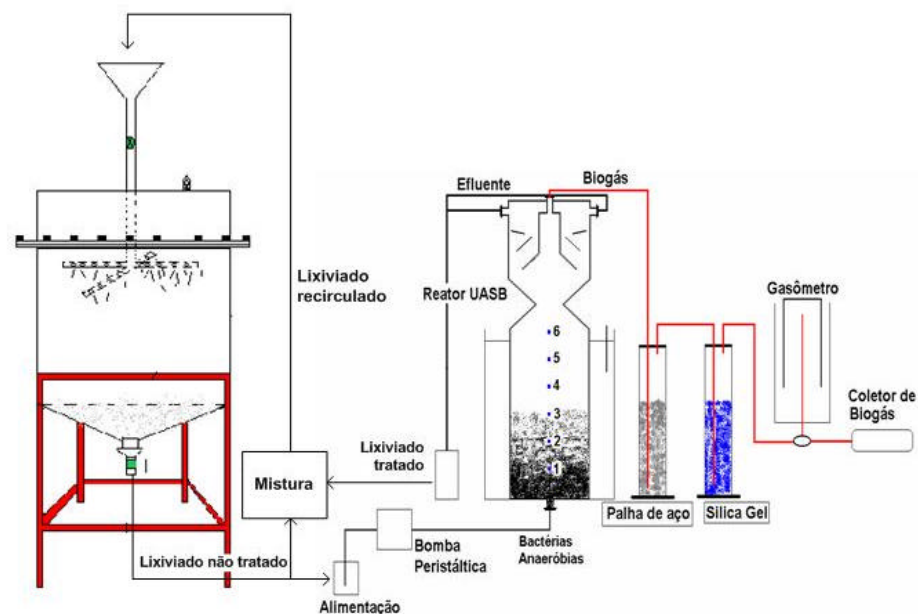 Efluente
Biogás
Lixiviado
recirculado
Reator UASB
Gasômetro
6
5
4
3
2
1
Coletor de
Biogás
Lixiviado
tratado
Mistura
Palha de aço
Silica Gel
Bomba
Peristáltica
Bactérias
Anaeróbias
Lixiviado não tratado
Alimentação